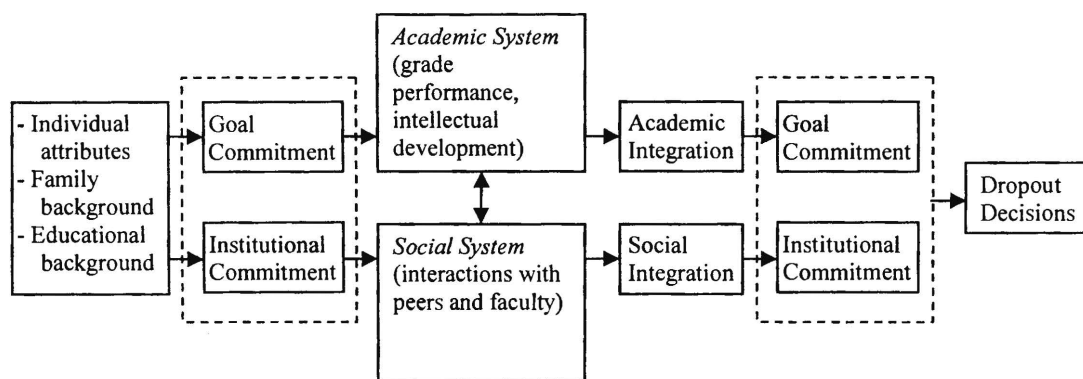 - Individual
attributes
- Family
background
- Educational
background
Goal
Commitment
Institutional
Commitment
Academic System
(grade
performance,
intellectual
development)
Social System
(interactions with
peers and faculty)
Academic
Integration
Social
Integration
Goal
Commitment
Institutional
Commitment
Dropout
Decisions